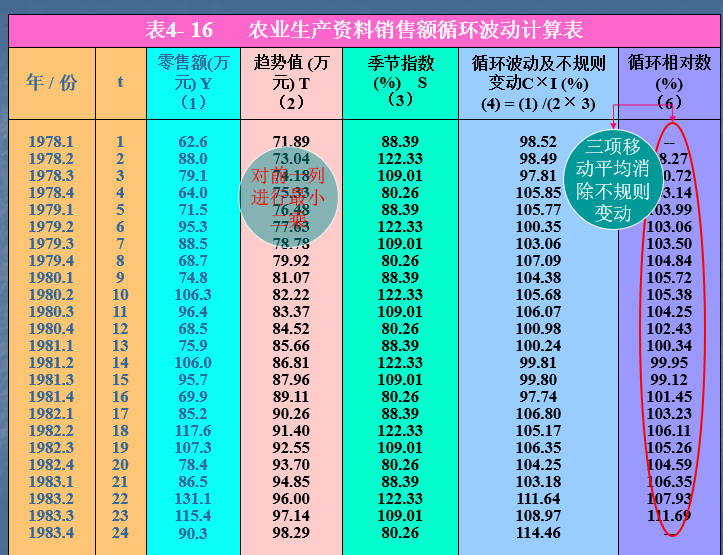 表4- 16 农业生产资料销售额循环波动计算表
年 / 份 t 零售额(万元) Y (1) 趋势值 (万元) T (2) 季节指数 (%) S (3) 循环波动及不规则变动C×I (%) (4) = (1) /(2× 3) 循环相对数 (%) (6)
1978.1 1 62.6 71.89 88.39 98.52 --
1978.2 2 88.0 73.04 122.33 98.49 8.27
1978.3 3 79.1 74.18 109.01 97.81 0.72
1978.4 4 64.0 75.33 80.26 105.85 3.14
1979.1 5 71.5 76.48 88.39 105.77 103.99
1979.2 6 95.3 77.63 122.33 100.35 103.06
1979.3 7 88.5 78.78 109.01 103.06 103.50
1979.4 8 68.7 79.92 80.26 107.09 104.84
1980.1 9 74.8 81.07 88.39 104.38 105.72
1980.2 10 106.3 82.22 122.33 105.68 105.38
1980.3 11 96.4 83.37 109.01 106.07 104.25
1980.4 12 68.5 84.52 80.26 100.98 102.43
1981.1 13 75.9 85.66 88.39 100.24 100.34
1981.2 14 106.0 86.81 122.33 99.81 99.95
1981.3 15 95.7 87.96 109.01 99.80 99.12
1981.4 16 69.9 89.11 80.26 97.74 101.45
1982.1 17 85.2 90.26 88.39 106.80 103.23
1982.2 18 117.6 91.40 122.33 105.17 106.11
1982.3 19 107.3 92.55 109.01 106.35 105.26
1982.4 20 78.4 93.70 80.26 104.25 104.59
1983.1 21 86.5 94.85 88.39 103.18 106.35
1983.2 22 131.1 96.00 122.33 111.64 107.93
1983.3 23 115.4 97.14 109.01 108.97 111.69
1983.4 24 90.3 98.29 80.26 114.46 --
对前一列
进行最小
乘
三项移
动平均消
除不规则
变动